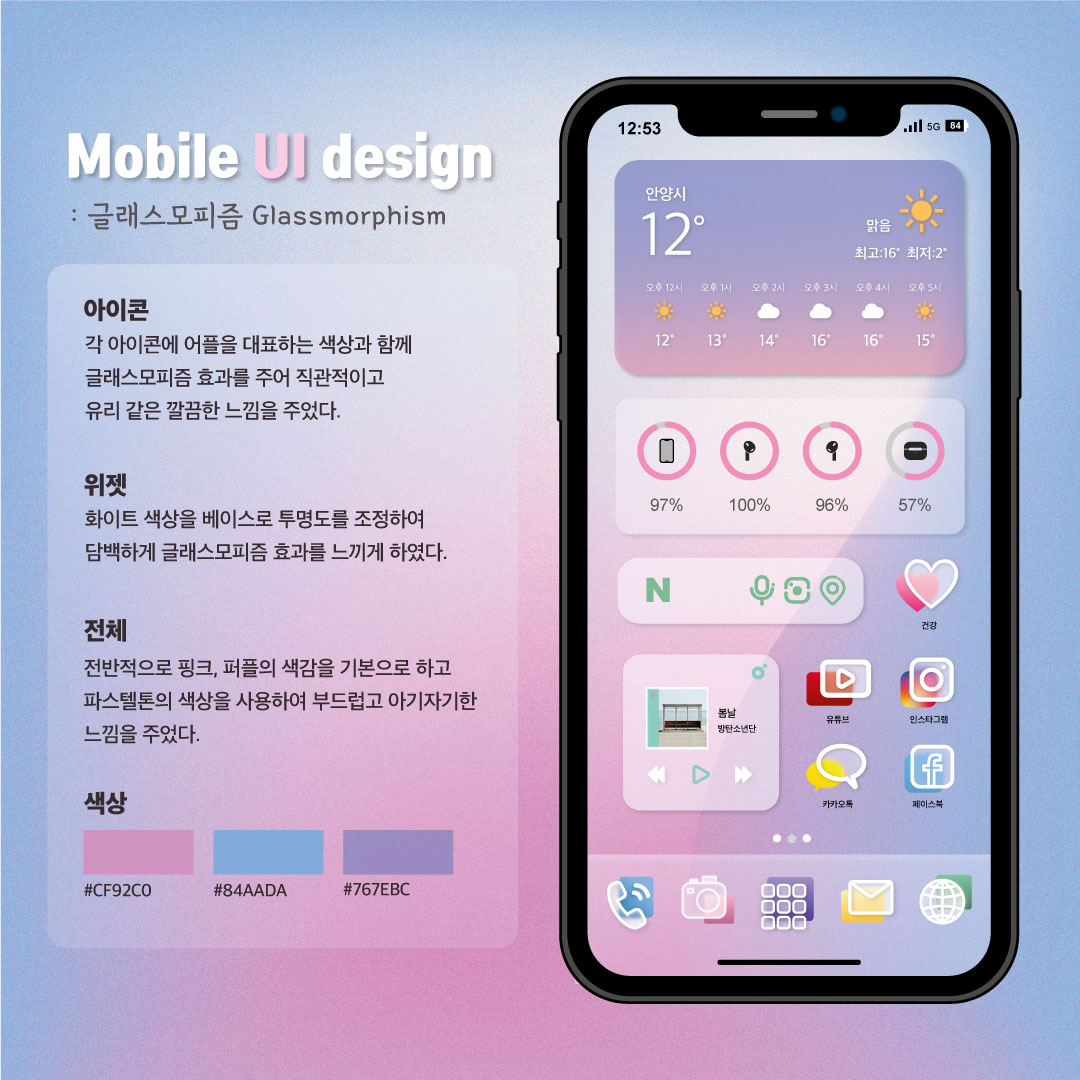 Mobile UI design
: 글래스모피즘 Glassmorphism
아이콘
각 아이콘에 어플을 대표하는 색상과 함께
글래스모피즘 효과를 주어 직관적이고
유리 같은 깔끔한 느낌을 주었다.
위젯
화이트 색상을 베이스로 투명도를 조정하여
담백하게 글래스모피즘 효과를 느끼게 하였다.
전체
전반적으로 핑크, 퍼플의 색감을 기본으로 하고
파스텔톤의 색상을 사용하여 부드럽고 아기자기한
느낌을 주었다.
색상
#CF92C0 #84AADA #767EBC
12:53 5G 84
안양시
12°
맑음
최고:16° 최저:2°
오후 12시 오후 1시 오후 2시 오후 3시 오후 4시 오후 5시
12° 13° 14° 16° 16° 15°
97% 100% 96% 57%
N
건강
봄날
방탄소년단
유튜브 인스타그램
카카오톡 페이스북